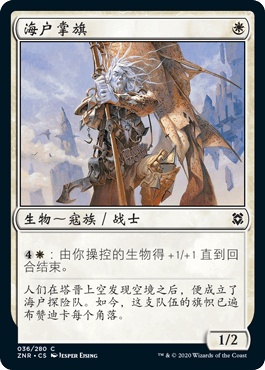 海户掌旗
生物～寇族／战士
4：由你操控的生物得+1/+1直到回
合结束。
人们在塔普上空发现空境之后，便成立了
海户探险队。如今，这支队伍的旗帜已遍
布赞迪卡每个角落。
1/2
036/280 C
ZNR • CS JESPER EJSING
™ & © 2020 Wizards of the Coast